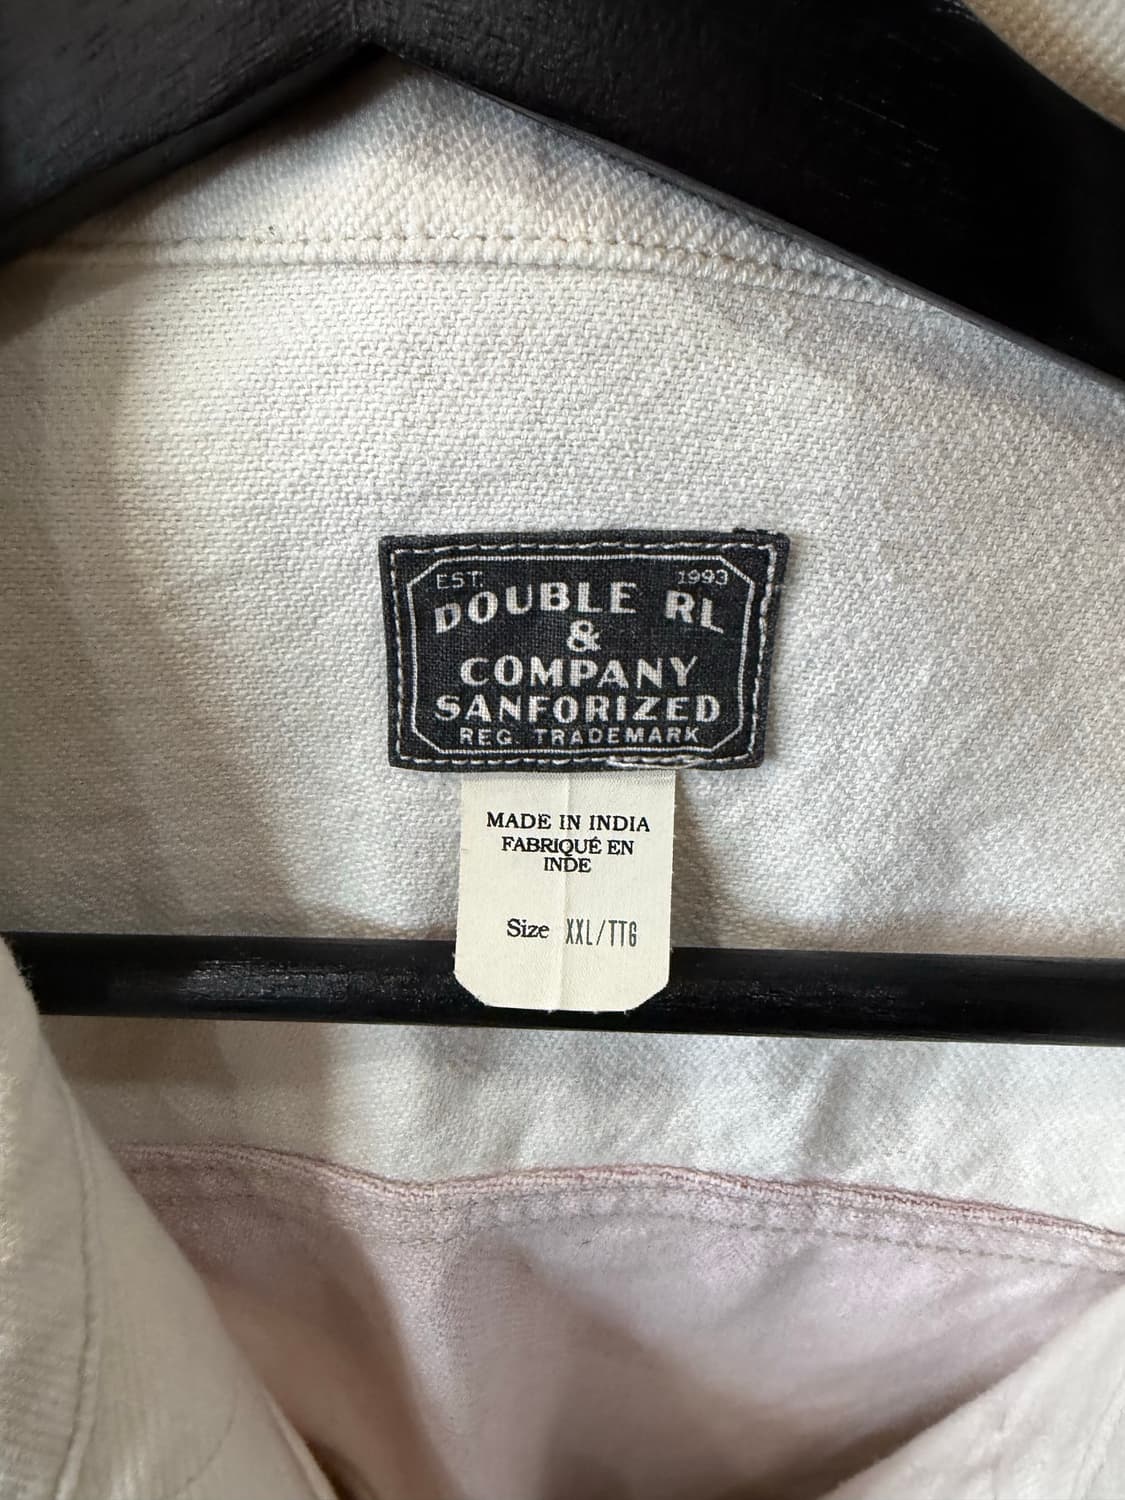 EST. 1993
DOUBLE RL
&
COMPANY
SANFORIZED
REG. TRADEMARK
MADE IN INDIA
FABRIQUÉ EN
INDE
Size XXL/TTG